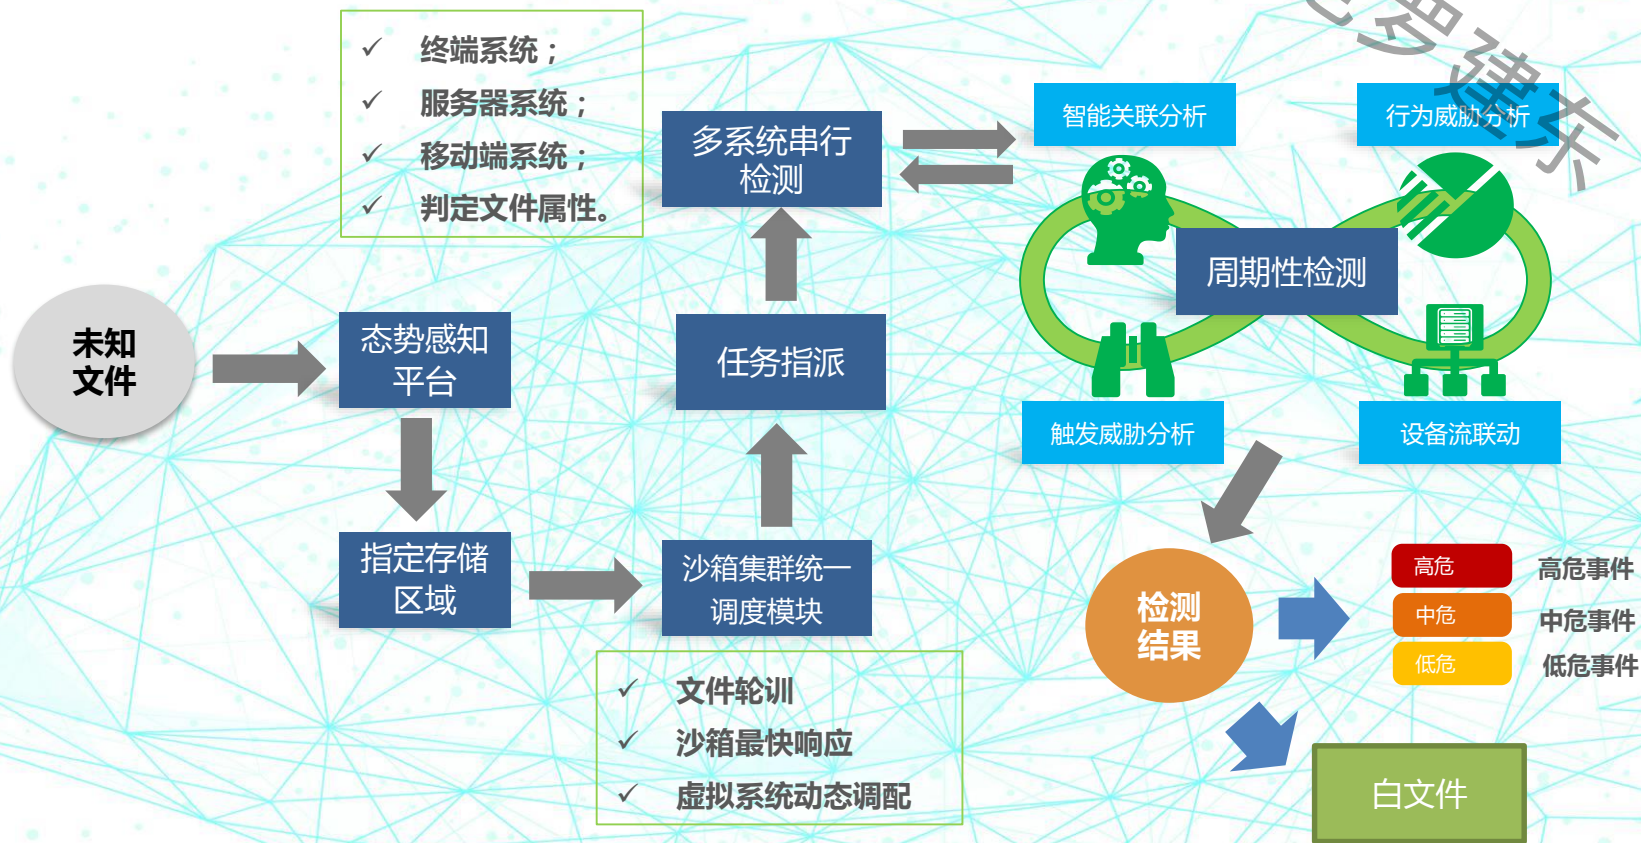 终端系统；
服务器系统；
移动端系统；
判定文件属性。
多系统串行
检测
智能关联分析
行为威胁分析
周期性检测
未知
文件
态势感知
平台
任务指派
触发威胁分析
设备流联动
指定存储
区域
沙箱集群统一
调度模块
检测
结果
高危
高危事件
中危
中危事件
低危
低危事件
文件轮训
沙箱最快响应
虚拟系统动态调配
白文件
罗建东